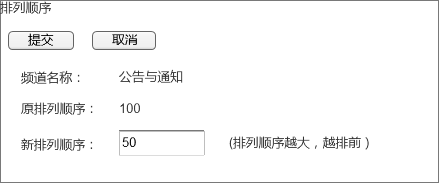 排列顺序
提交 取消
频道名称： 公告与通知
原排列顺序： 100
新排列顺序： 50 (排列顺序越大，越排前 )